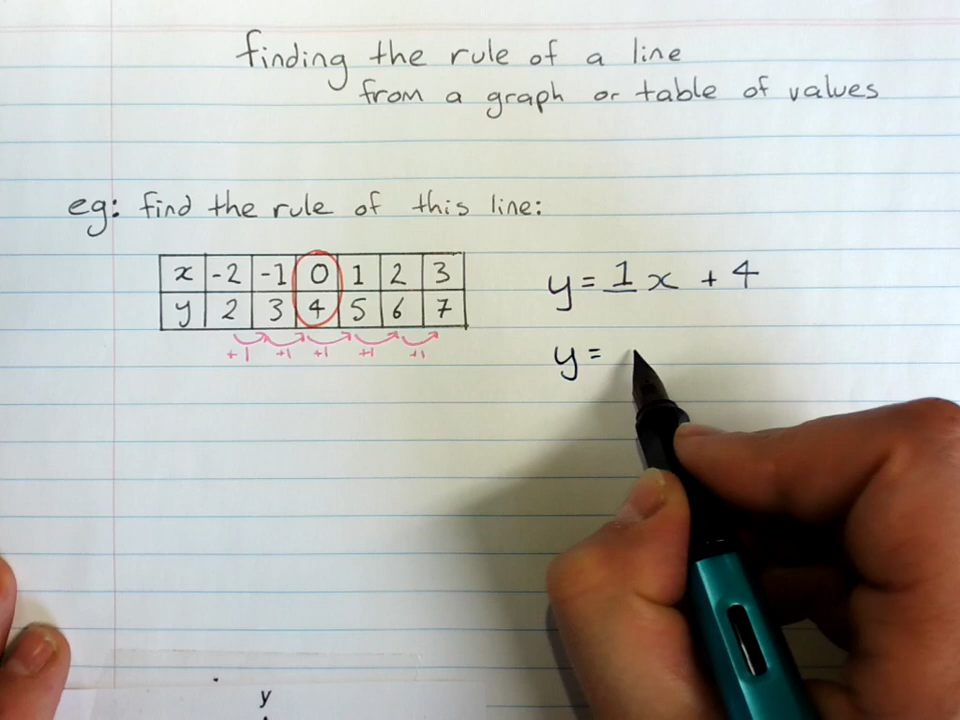 finding the rule of a line
from a graph or table of values
eg: find the rule of this line:
x -2 -1 0 1 2 3
y 2 3 4 5 6 7
+1 +1 +1 +1 +1
y = 1x + 4
y =
y